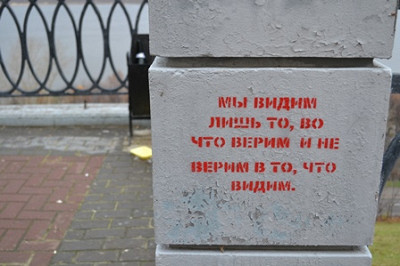 МЫ ВИДИМ
ЛИШЬ ТО, ВО
ЧТО ВЕРИМ И НЕ
ВЕРИМ В ТО, ЧТО
ВИДИМ.